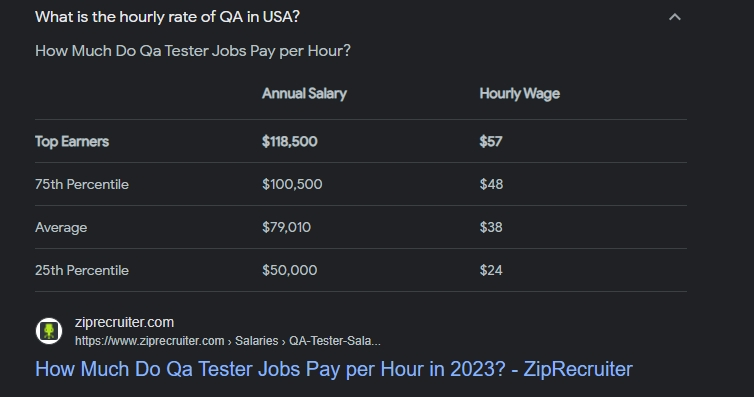 What is the hourly rate of QA in USA?
How Much Do Qa Tester Jobs Pay per Hour?
Annual Salary Hourly Wage
Top Earners $118,500 $57
75th Percentile $100,500 $48
Average $79,010 $38
25th Percentile $50,000 $24
ziprecruiter.com
https://www.ziprecruiter.com › Salaries › QA-Tester-Sala...
How Much Do Qa Tester Jobs Pay per Hour in 2023? - ZipRecruiter